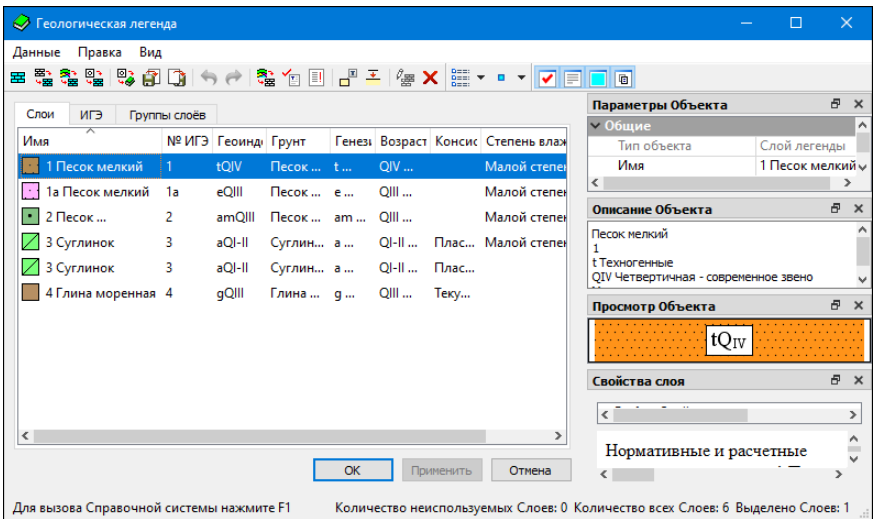 Геологическая легенда
Данные Правка Вид
Слои ИГЭ Группы слоёв
Имя № ИГЭ Геоинд Грунт Генези Возраст Консис Степень влаж
1 Песок мелкий 1 tQIV Песок ... t ... QIV ... Малой степен
1а Песок мелкий 1а eQIII Песок ... e ... QIII ... Малой степен
2 Песок ... 2 amQIII Песок ... am ... QIII ... Малой степен
3 Суглинок 3 aQI-II Суглин... a ... QI-II ... Плас... Малой степен
3 Суглинок 3 aQI-II Суглин... a ... QI-II ... Плас...
4 Глина моренная 4 gQIII Глина ... g ... QIII ... Теку...
OK Применить Отмена
Параметры Объекта
Общие
Тип объекта Слой легенды
Имя 1 Песок мелкий
Описание Объекта
Песок мелкий
1
t Техногенные
QIV Четвертичная - современное звено
Просмотр Объекта
tQIV
Свойства слоя
Нормативные и расчетные
Для вызова Справочной системы нажмите F1 Количество неиспользуемых Слоев: 0 Количество всех Слоев: 6 Выделено Слоев: 1